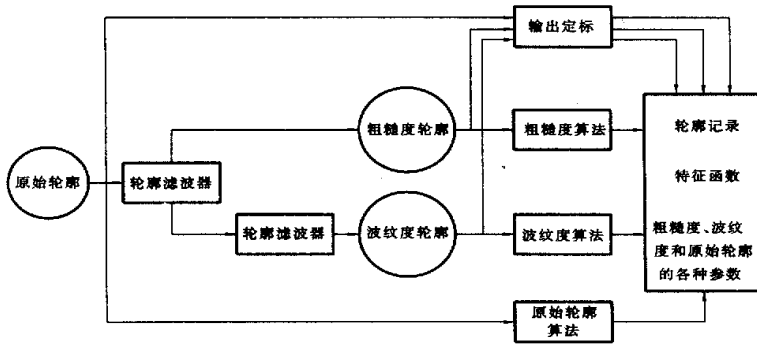 输出定标
粗糙度轮廓
粗糙度算法
轮廓记录
原始轮廓
轮廓滤波器
特征函数
轮廓滤波器
波纹度轮廓
波纹度算法
粗糙度、波纹
度和原始轮廓
的各种参数
原始轮廓
算法